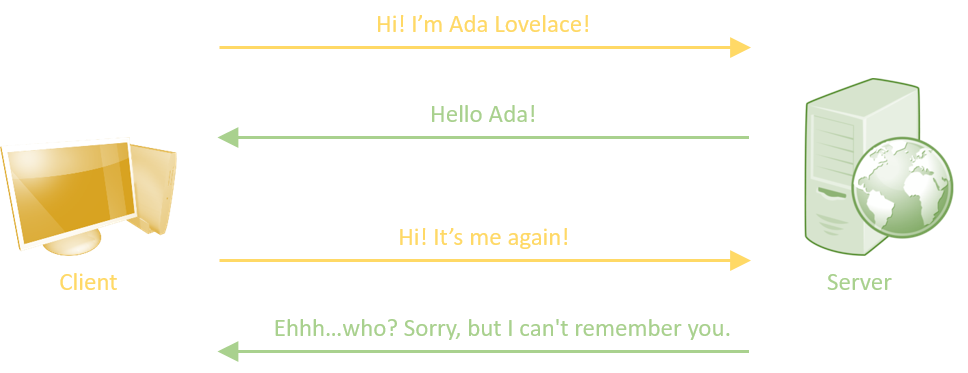 Hi! I’m Ada Lovelace!
Hello Ada!
Hi! It’s me again!
Client
Server
Ehhh...who? Sorry, but I can't remember you.